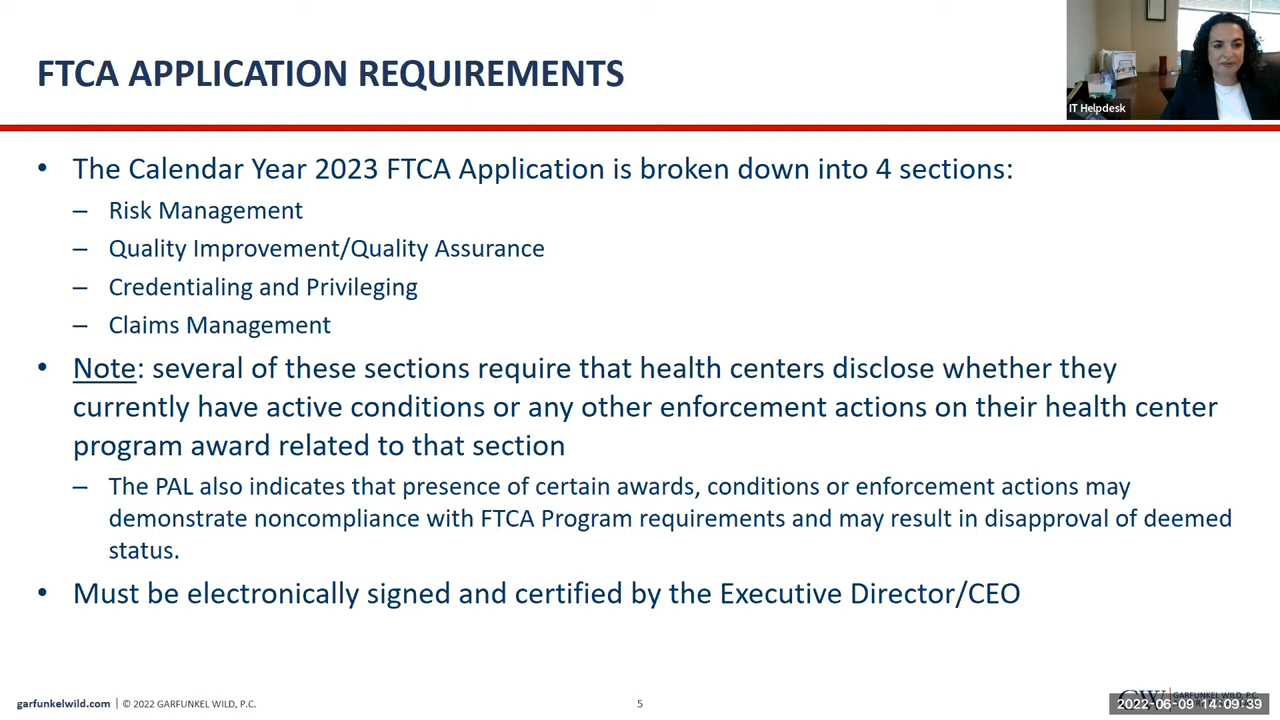 FTCA APPLICATION REQUIREMENTS
IT Helpdesk
• The Calendar Year 2023 FTCA Application is broken down into 4 sections:
– Risk Management
– Quality Improvement/Quality Assurance
– Credentialing and Privileging
– Claims Management
• Note: several of these sections require that health centers disclose whether they
currently have active conditions or any other enforcement actions on their health center
program award related to that section
– The PAL also indicates that presence of certain awards, conditions or enforcement actions may
demonstrate noncompliance with FTCA Program requirements and may result in disapproval of deemed
status.
• Must be electronically signed and certified by the Executive Director/CEO
garfunkelwild.com | © 2022 GARFUNKEL WILD, P.C.
5
GARFUNKEL WILD, P.C.
2022-06-09 14:09:39